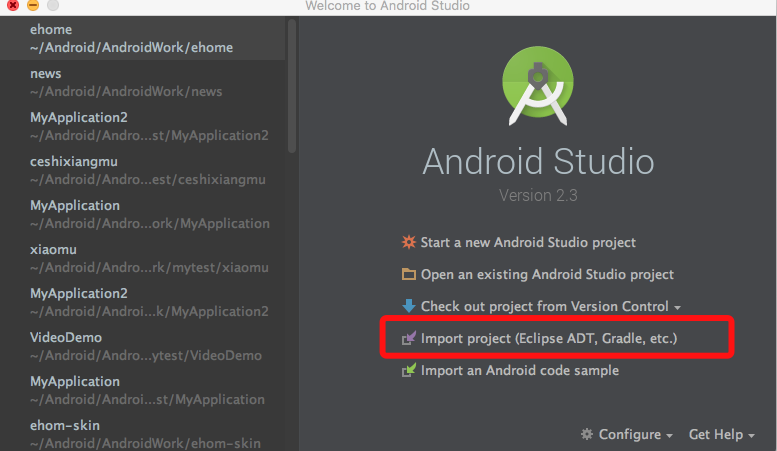 Welcome to Android Studio
ehome
~/Android/AndroidWork/ehome
news
~/Android/AndroidWork/news
MyApplication2
~/Android/Andro...st/MyApplication2
ceshixiangmu
~/Android/Andro...est/ceshixiangmu
MyApplication
~/Android/Andro...ork/MyApplication
xiaomu
~/Android/Andro...rk/mytest/xiaomu
MyApplication2
~/Android/Androi...k/MyApplication2
VideoDemo
~/Android/Andro...ytest/VideoDemo
MyApplication
~/Android/Androi...st/MyApplication
ehom-skin
~/Android/AndroidWork/ehom-skin
Android Studio
Version 2.3
Start a new Android Studio project
Open an existing Android Studio project
Check out project from Version Control
Import project (Eclipse ADT, Gradle, etc.)
Import an Android code sample
Configure
Get Help